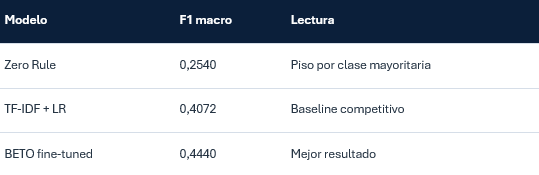 Modelo F1 macro Lectura
Zero Rule 0,2540 Piso por clase mayoritaria
TF-IDF + LR 0,4072 Baseline competitivo
BETO fine-tuned 0,4440 Mejor resultado